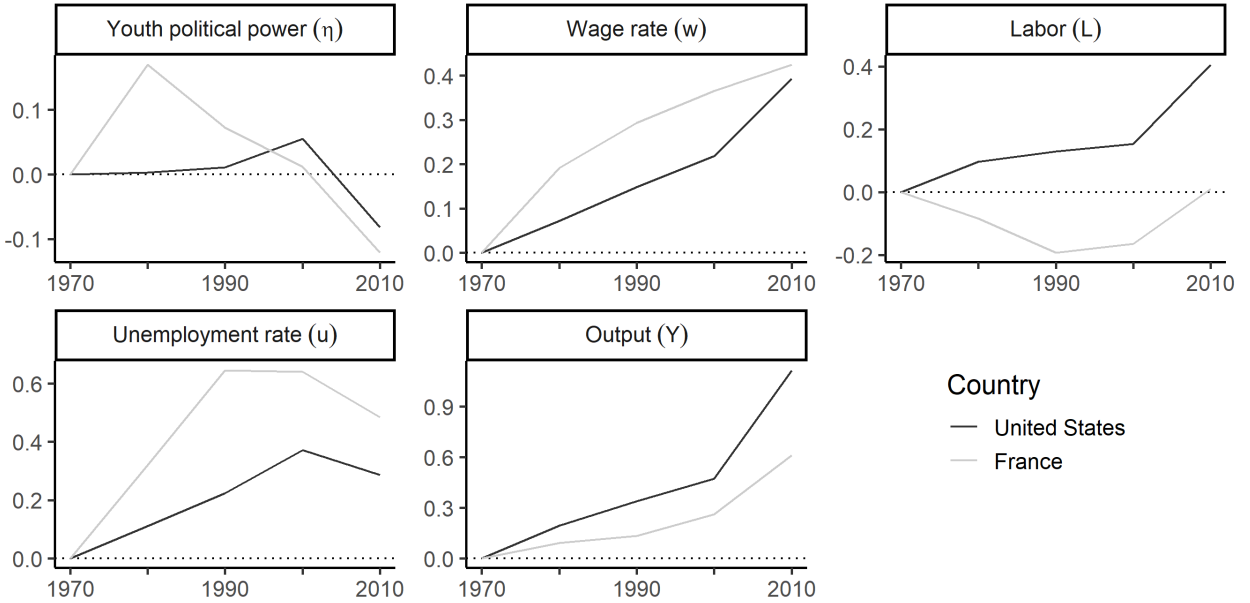 Youth political power (η)
0.1
0.0
-0.1
1970 1990 2010
Wage rate (w)
0.4
0.3
0.2
0.1
0.0
1970 1990 2010
Labor (L)
0.4
0.2
0.0
-0.2
1970 1990 2010
Unemployment rate (u)
0.6
0.4
0.2
0.0
1970 1990 2010
Output (Y)
0.9
0.6
0.3
0.0
1970 1990 2010
Country
United States
France